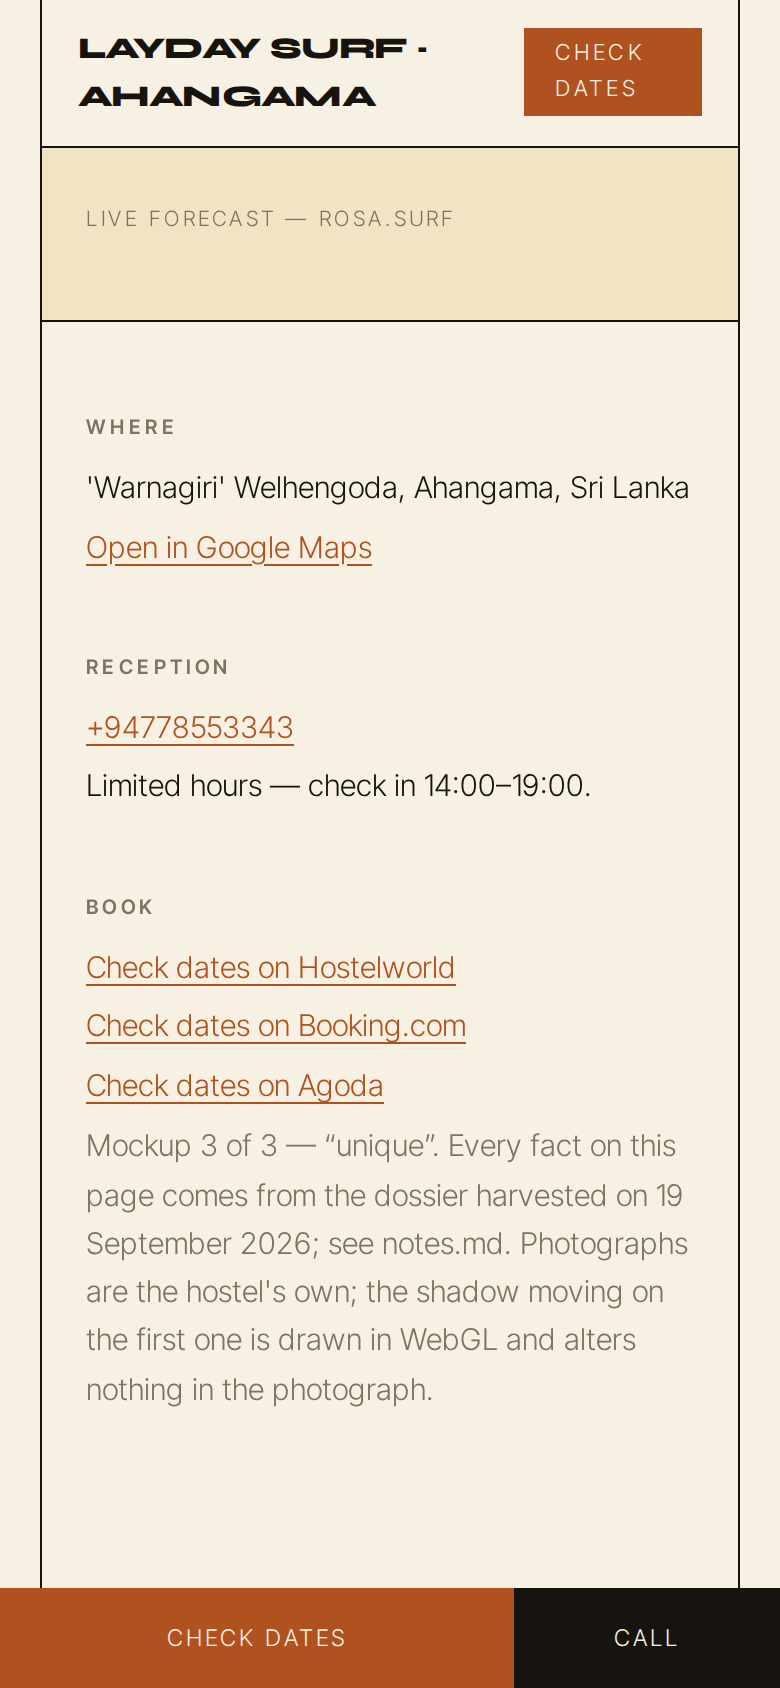 LAYDAY SURF -
AHANGAMA
CHECK
DATES
LIVE FORECAST — ROSA.SURF
WHERE
'Warnagiri' Welhengoda, Ahangama, Sri Lanka
Open in Google Maps
RECEPTION
+94778553343
Limited hours — check in 14:00–19:00.
BOOK
Check dates on Hostelworld
Check dates on Booking.com
Check dates on Agoda
Mockup 3 of 3 — “unique”. Every fact on this
page comes from the dossier harvested on 19
September 2026; see notes.md. Photographs
are the hostel's own; the shadow moving on
the first one is drawn in WebGL and alters
nothing in the photograph.
CHECK DATES
CALL